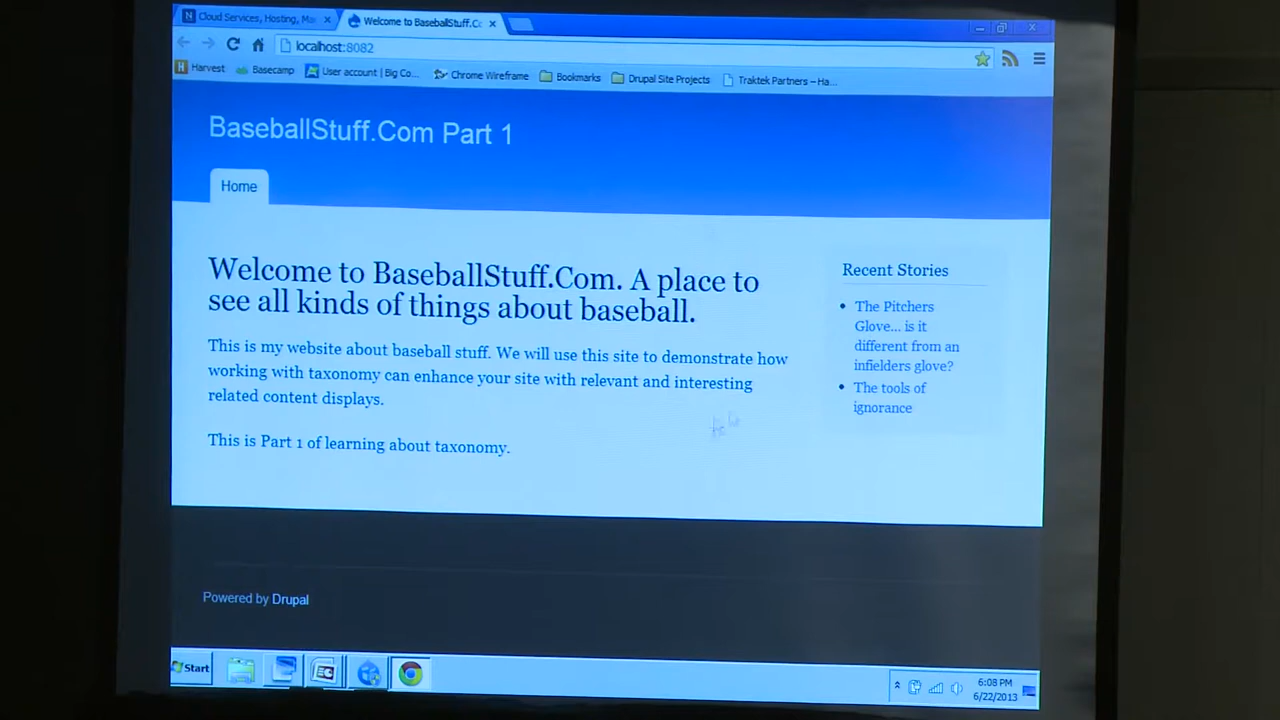 Cloud Services, Hosting, Ma
Welcome to BaseballStuff.Co
localhost:8082
Harvest
Basecamp
User account | Big Co...
Chrome Wireframe
Bookmarks
Drupal Site Projects
Traktek Partners – Ha...
BaseballStuff.Com Part 1
Home
Welcome to BaseballStuff.Com. A place to
see all kinds of things about baseball.
This is my website about baseball stuff. We will use this site to demonstrate how
working with taxonomy can enhance your site with relevant and interesting
related content displays.
This is Part 1 of learning about taxonomy.
Recent Stories
The Pitchers
Glove... is it
different from an
infielders glove?
The tools of
ignorance
Powered by Drupal
Start
6:08 PM
6/22/2013